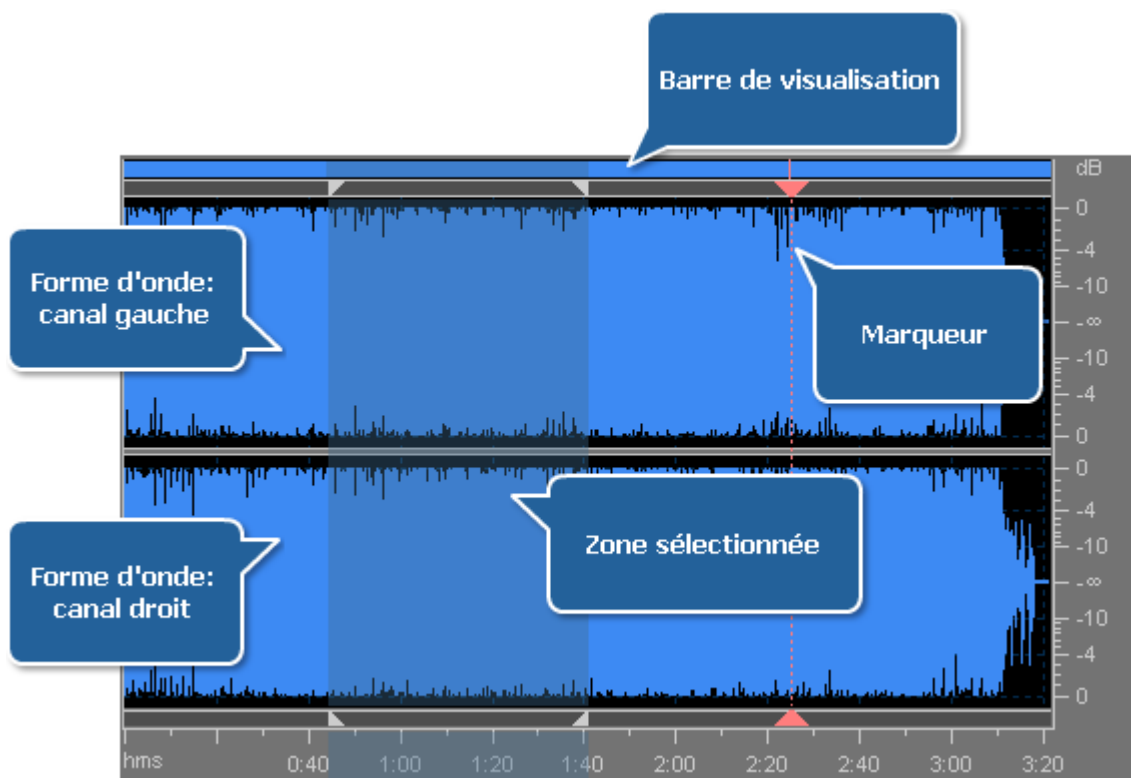 Barre de visualisation
dB
Forme d'onde:
canal gauche
Marqueur
0
-4
-10
-∞
-10
-4
0
Forme d'onde:
canal droit
Zone sélectionnée
0
-4
-10
-∞
-10
-4
0
hms 0:40 1:00 1:20 1:40 2:00 2:20 2:40 3:00 3:20